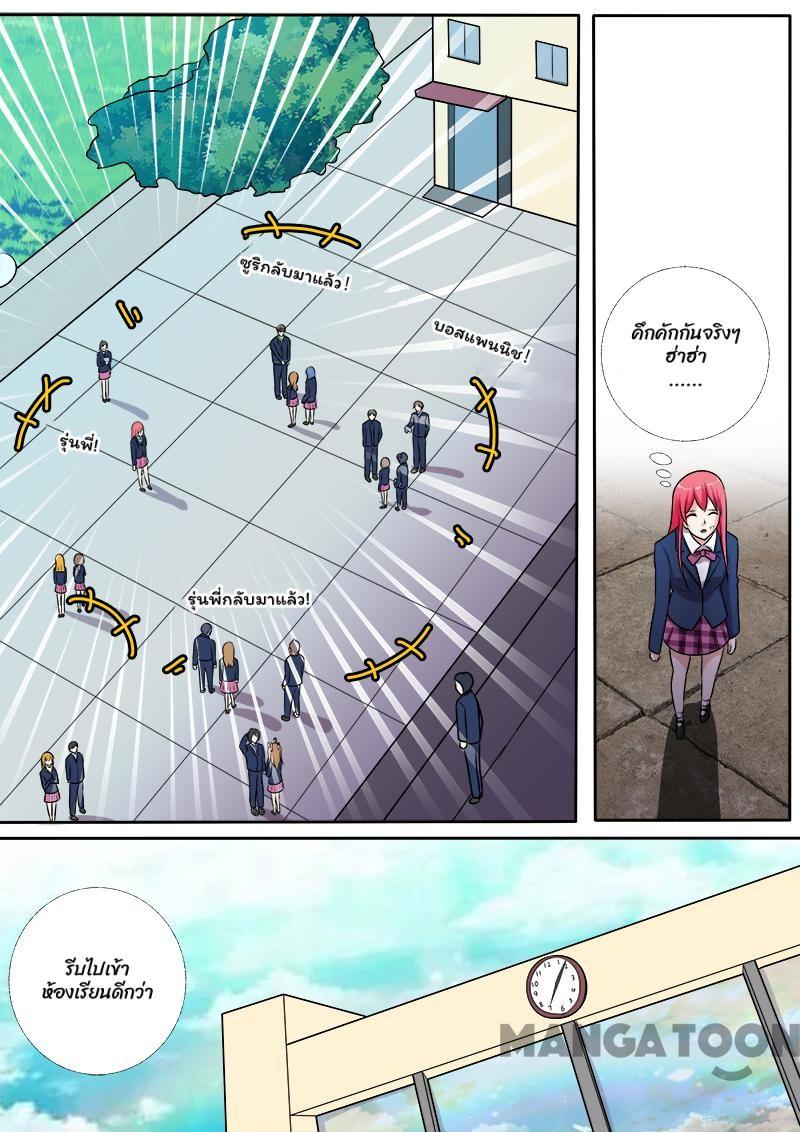 ซูริกลับมาแล้ว!
บอสแพนนิช!
รุ่นพี่!
รุ่นพี่กลับมาแล้ว!
คึกคักกันจริงๆ
ฮ่าฮ่า
......
รีบไปเข้า
ห้องเรียนดีกว่า
MANGATOON